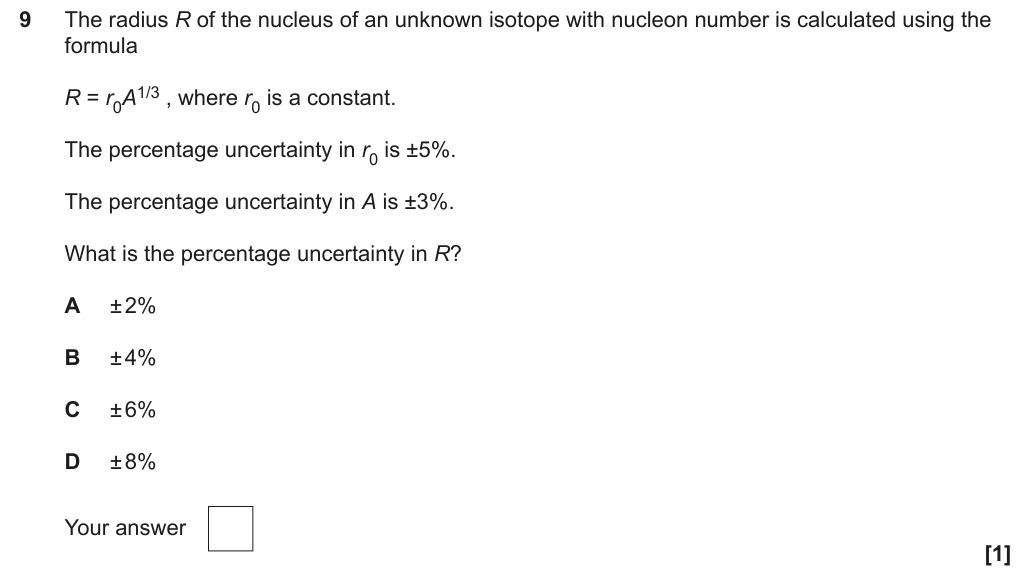 9 The radius R of the nucleus of an unknown isotope with nucleon number is calculated using the
formula
R = r₀A^1/3 , where r₀ is a constant.
The percentage uncertainty in r₀ is ±5%.
The percentage uncertainty in A is ±3%.
What is the percentage uncertainty in R?
A ±2%
B ±4%
C ±6%
D ±8%
Your answer
[1]